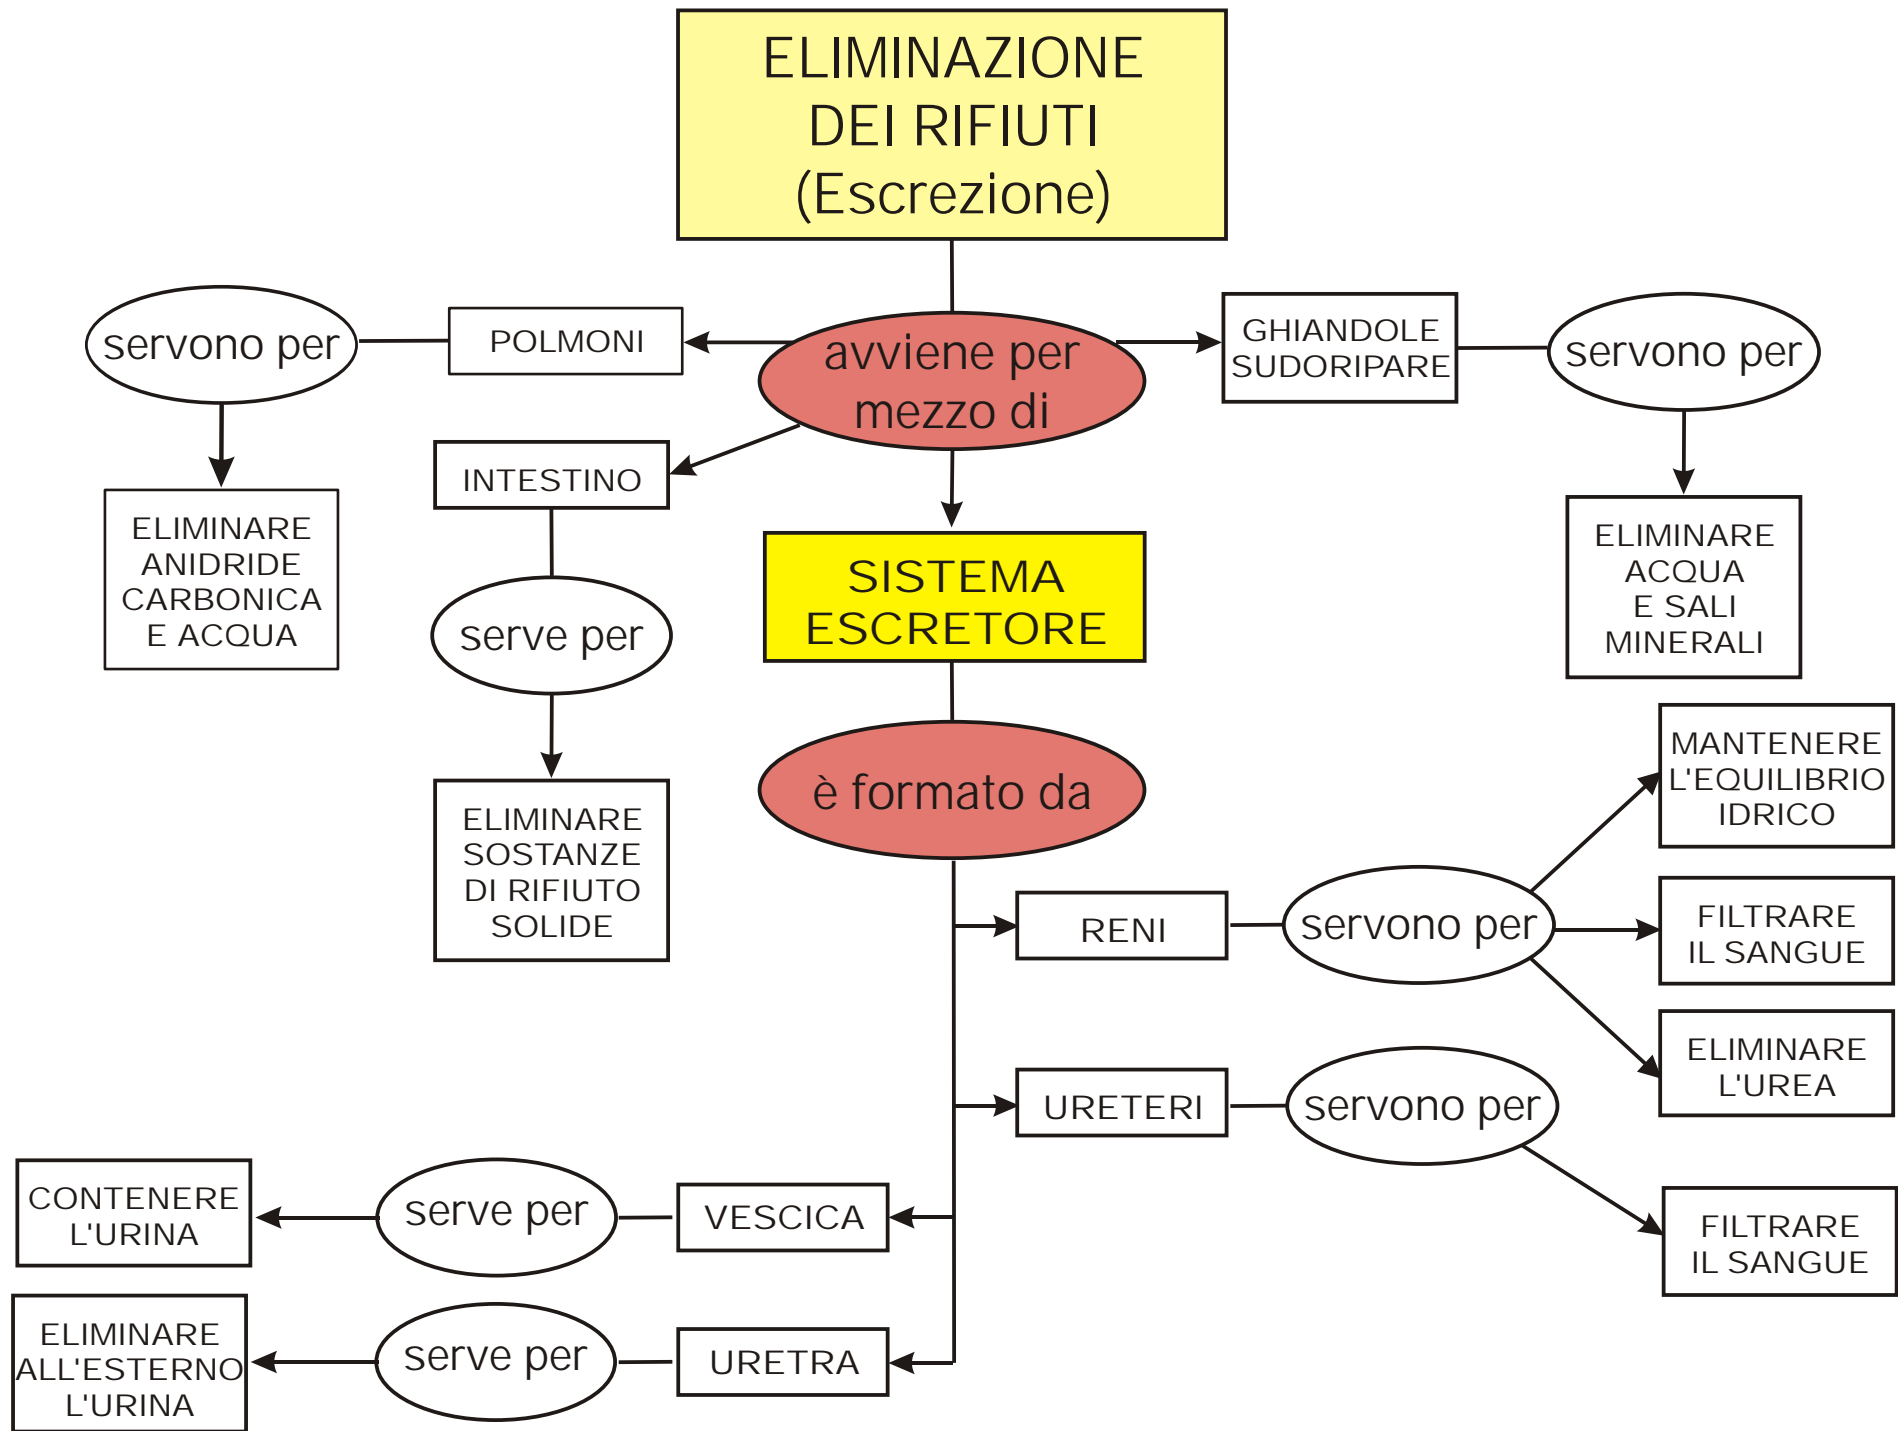 ELIMINAZIONE
DEI RIFIUTI
(Escrezione)
servono per
POLMONI
avviene per
mezzo di
GHIANDOLE
SUDORIPARE
servono per
ELIMINARE
ANIDRIDE
CARBONICA
E ACQUA
INTESTINO
serve per
ELIMINARE
SOSTANZE
DI RIFIUTO
SOLIDE
SISTEMA
ESCRETORE
ELIMINARE
ACQUA
E SALI
MINERALI
è formato da
RENI
servono per
MANTENERE
L'EQUILIBRIO
IDRICO
FILTRARE
IL SANGUE
ELIMINARE
L'UREA
URETERI
servono per
FILTRARE
IL SANGUE
CONTENERE
L'URINA
serve per
VESCICA
ELIMINARE
ALL'ESTERNO
L'URINA
serve per
URETRA